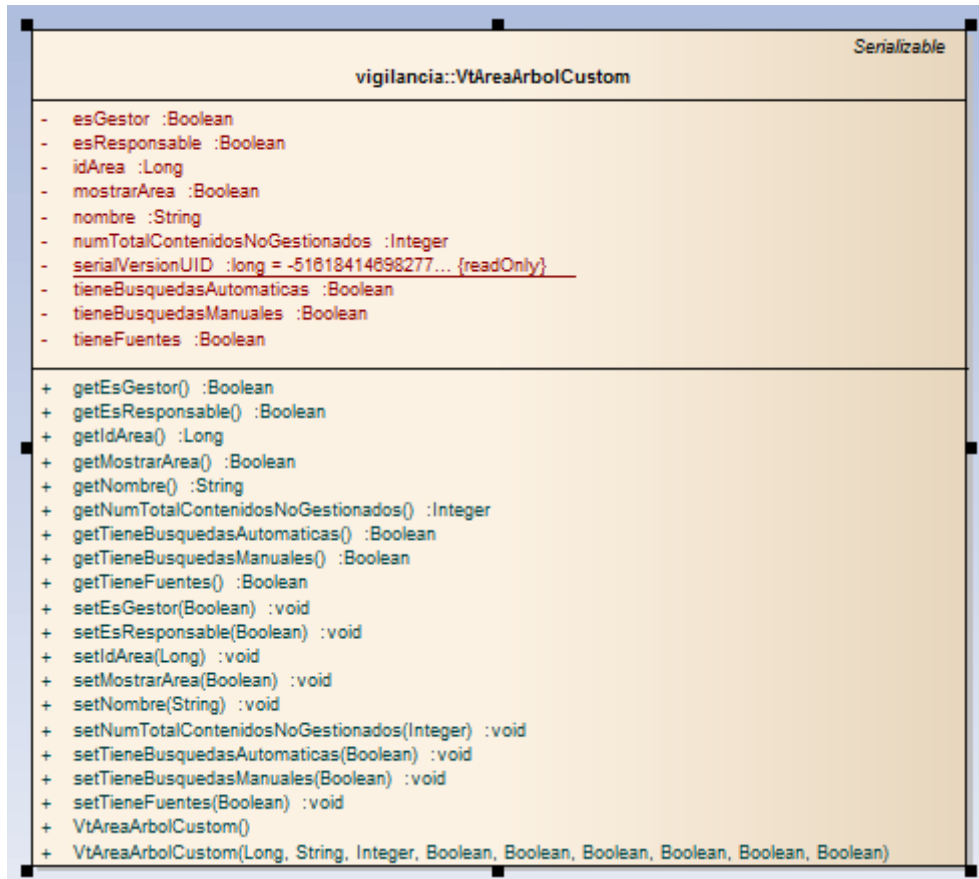 Serializable
vigilancia::VtAreaArbolCustom
- esGestor :Boolean
- esResponsable :Boolean
- idArea :Long
- mostrarArea :Boolean
- nombre :String
- numTotalContenidosNoGestionados :Integer
- serialVersionUID :long = -51618414698277... {readOnly}
- tieneBusquedasAutomaticas :Boolean
- tieneBusquedasManuales :Boolean
- tieneFuentes :Boolean
+ getEsGestor() :Boolean
+ getEsResponsable() :Boolean
+ getIdArea() :Long
+ getMostrarArea() :Boolean
+ getNombre() :String
+ getNumTotalContenidosNoGestionados() :Integer
+ getTieneBusquedasAutomaticas() :Boolean
+ getTieneBusquedasManuales() :Boolean
+ getTieneFuentes() :Boolean
+ setEsGestor(Boolean) :void
+ setEsResponsable(Boolean) :void
+ setIdArea(Long) :void
+ setMostrarArea(Boolean) :void
+ setNombre(String) :void
+ setNumTotalContenidosNoGestionados(Integer) :void
+ setTieneBusquedasAutomaticas(Boolean) :void
+ setTieneBusquedasManuales(Boolean) :void
+ setTieneFuentes(Boolean) :void
+ VtAreaArbolCustom()
+ VtAreaArbolCustom(Long, String, Integer, Boolean, Boolean, Boolean, Boolean, Boolean, Boolean)